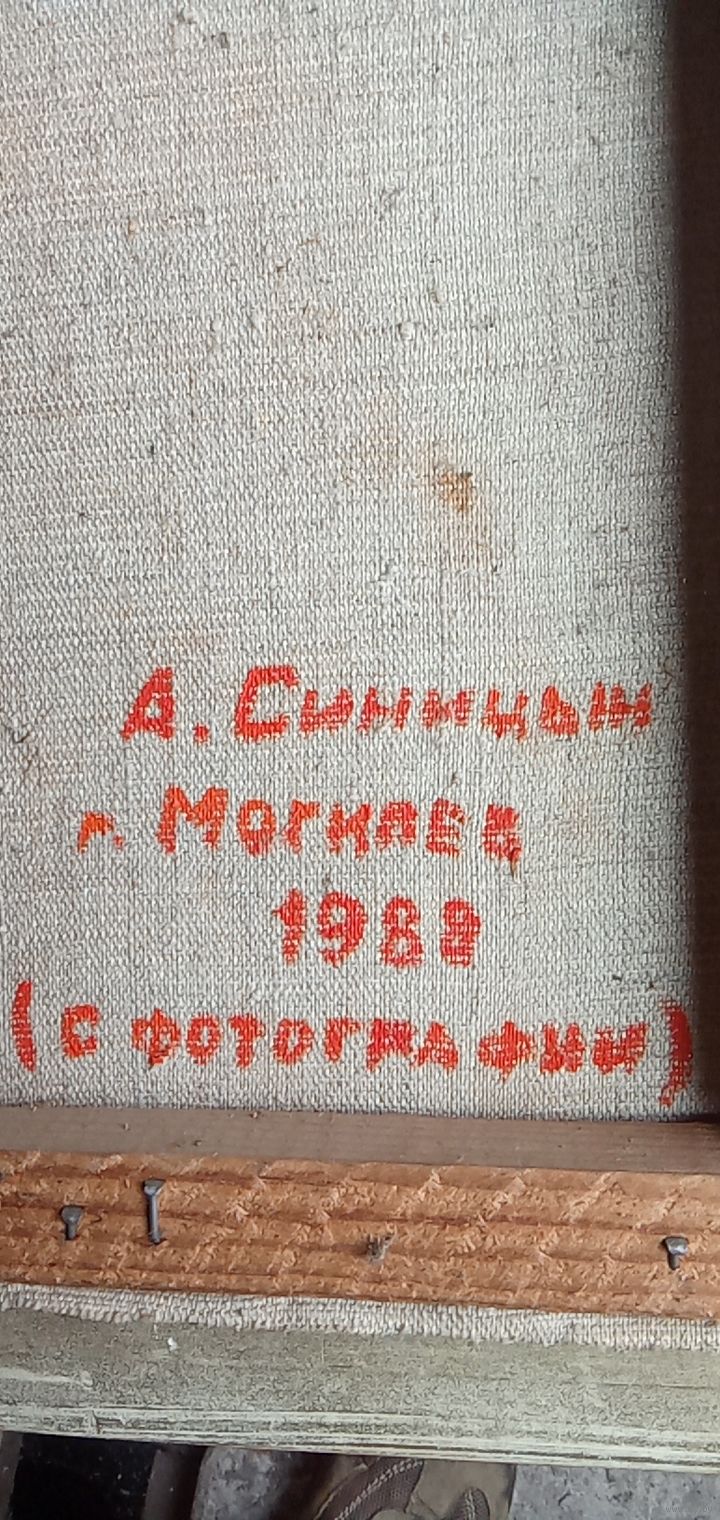 А. Синицын
г. Могилев
1988
(с фотографии)